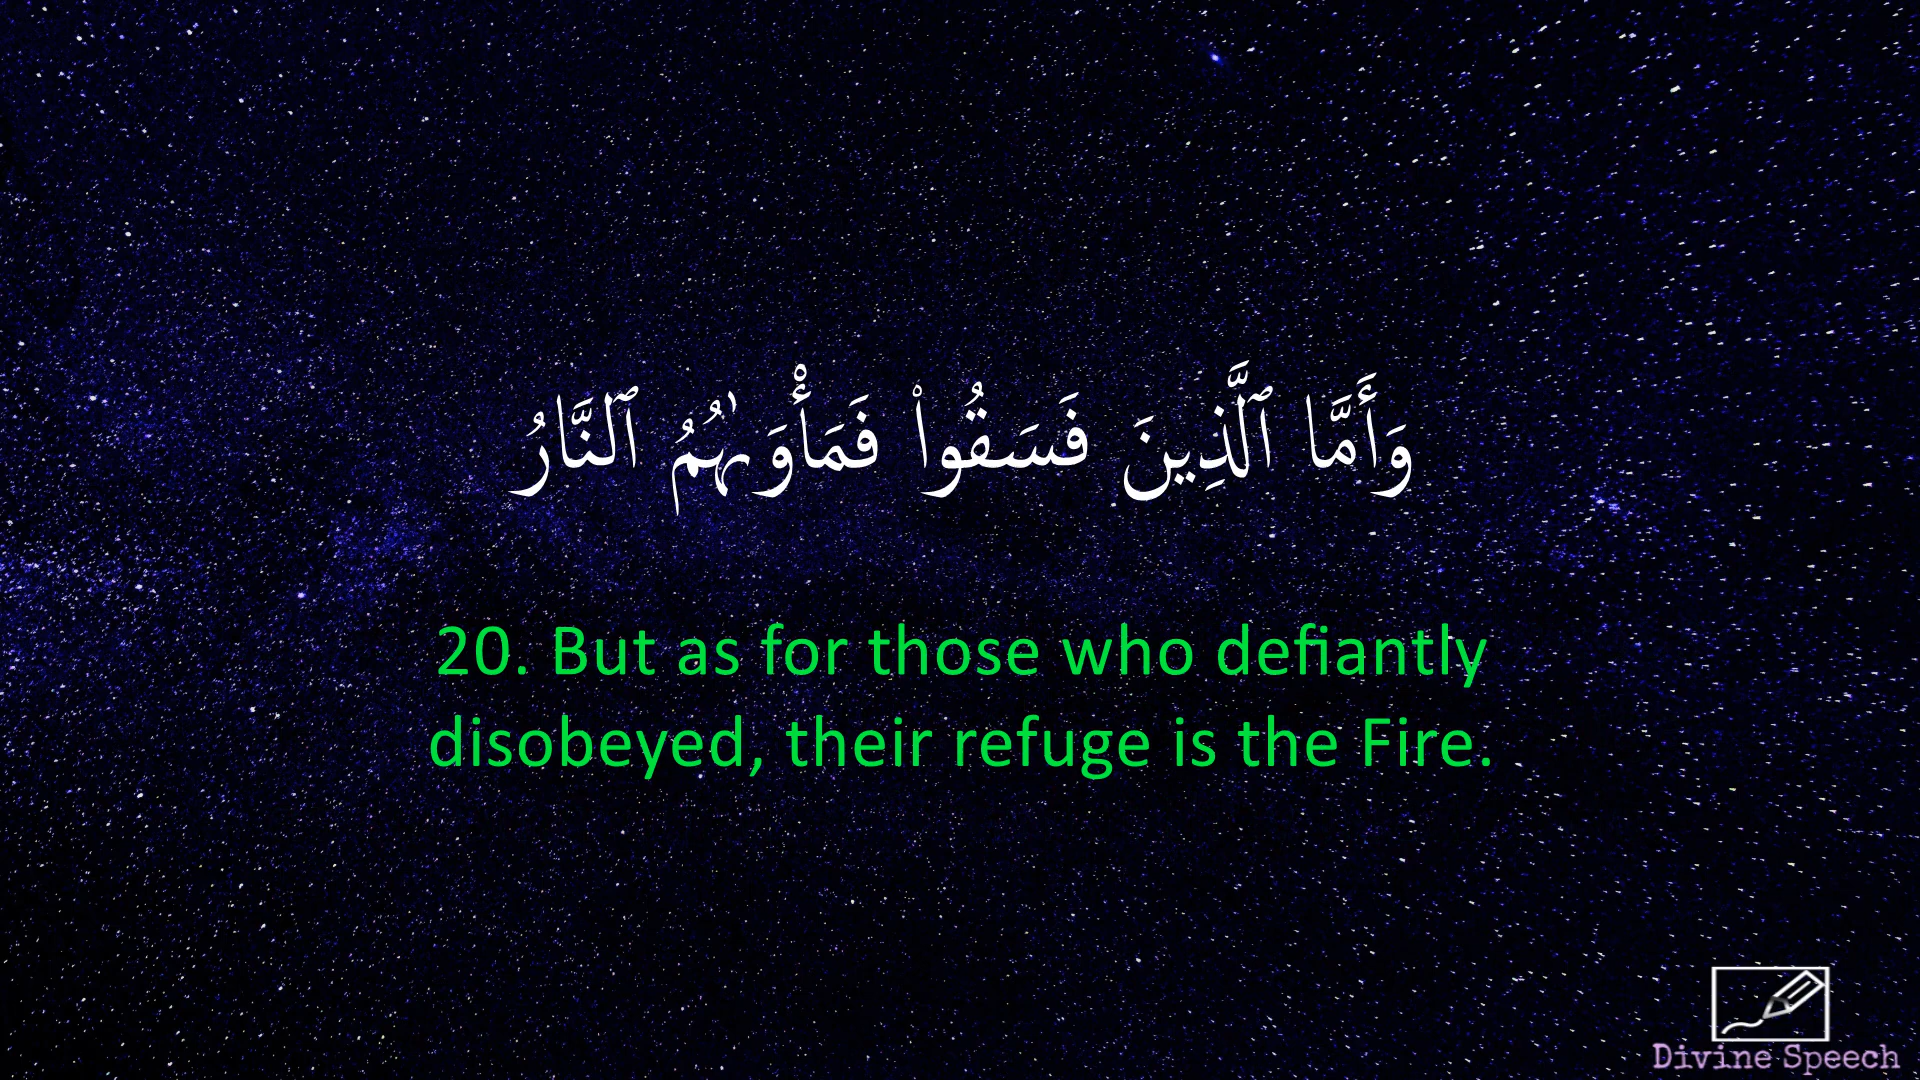 وَأَمَّا ٱلَّذِينَ فَسَقُوا۟ فَمَأْوَىٰهُمُ ٱلنَّارُ
20. But as for those who defiantly
disobeyed, their refuge is the Fire.
Divine Speech